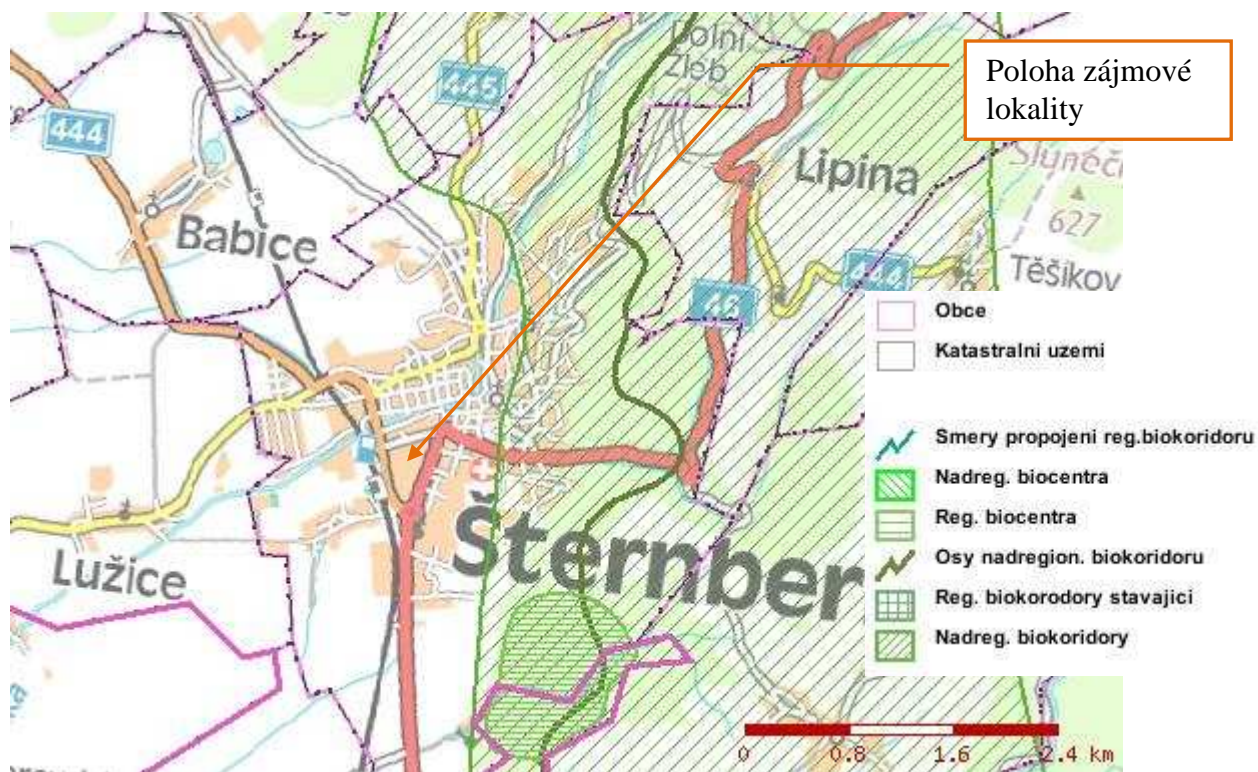 Dolní
Žleb
Poloha zájmové
lokality
445
444
Lipina
Slunečí
627
Babice
Těšíkov
444
46
Obce
Katastralni uzemi
Smery propojeni reg.biokoridoru
Nadreg. biocentra
Reg. biocentra
Osy nadregion. biokoridoru
Reg. biokorodory stavajici
Nadreg. biokoridory
Šternber
Lužice
0 0.8 1.6 2.4 km